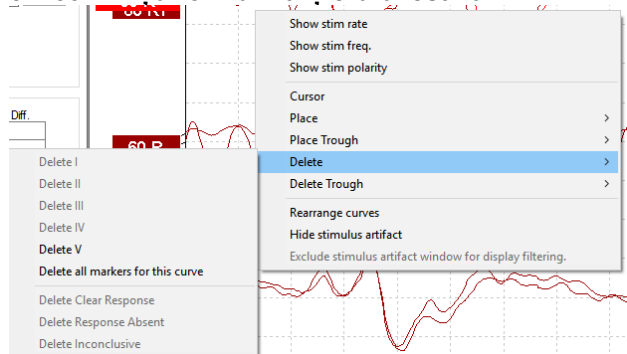 Show stim rate
Show stim freq.
Show stim polarity
Cursor
Place
Place Trough
Delete
Delete Trough
Rearrange curves
Hide stimulus artifact
Exclude stimulus artifact window for display filtering.
Diff.
Delete I
Delete II
Delete III
Delete IV
Delete V
Delete all markers for this curve
Delete Clear Response
Delete Response Absent
Delete Inconclusive